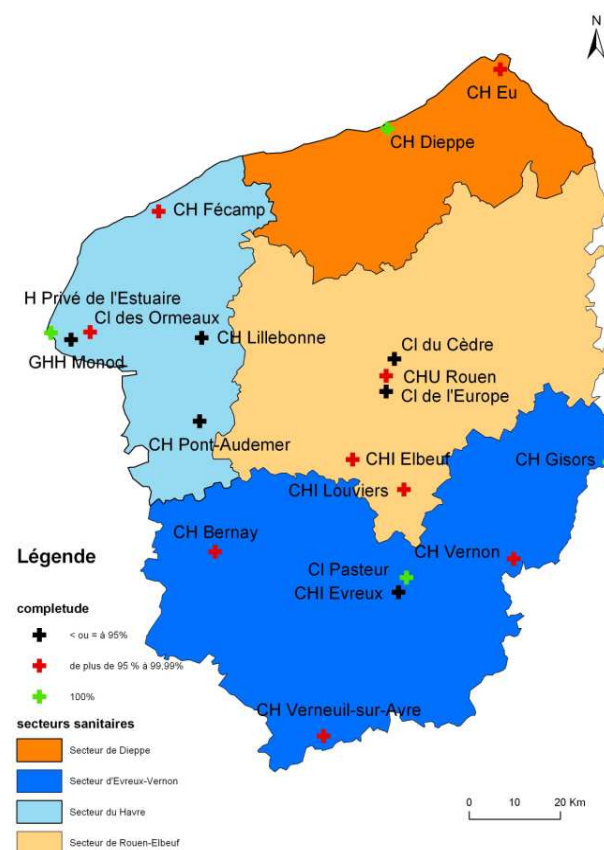 N
CH Eu
CH Dieppe
CH Fécamp
H Privé de l'Estuaire
Cl des Ormeaux
GHH Monod
CH Lillebonne
Cl du Cèdre
CHU Rouen
Cl de l'Europe
CH Pont-Audemer
CHI Elbeuf
CH Gisors
CHI Louviers
CH Bernay
CH Vernon
Cl Pasteur
CHI Evreux
CH Verneuil-sur-Avre
Légende
completude
< ou = à 95%
de plus de 95 % à 99,99%
100%
secteurs sanitaires
Secteur de Dieppe
Secteur d'Evreux-Vernon
Secteur du Havre
Secteur de Rouen-Elbeuf
0 10 20 Km